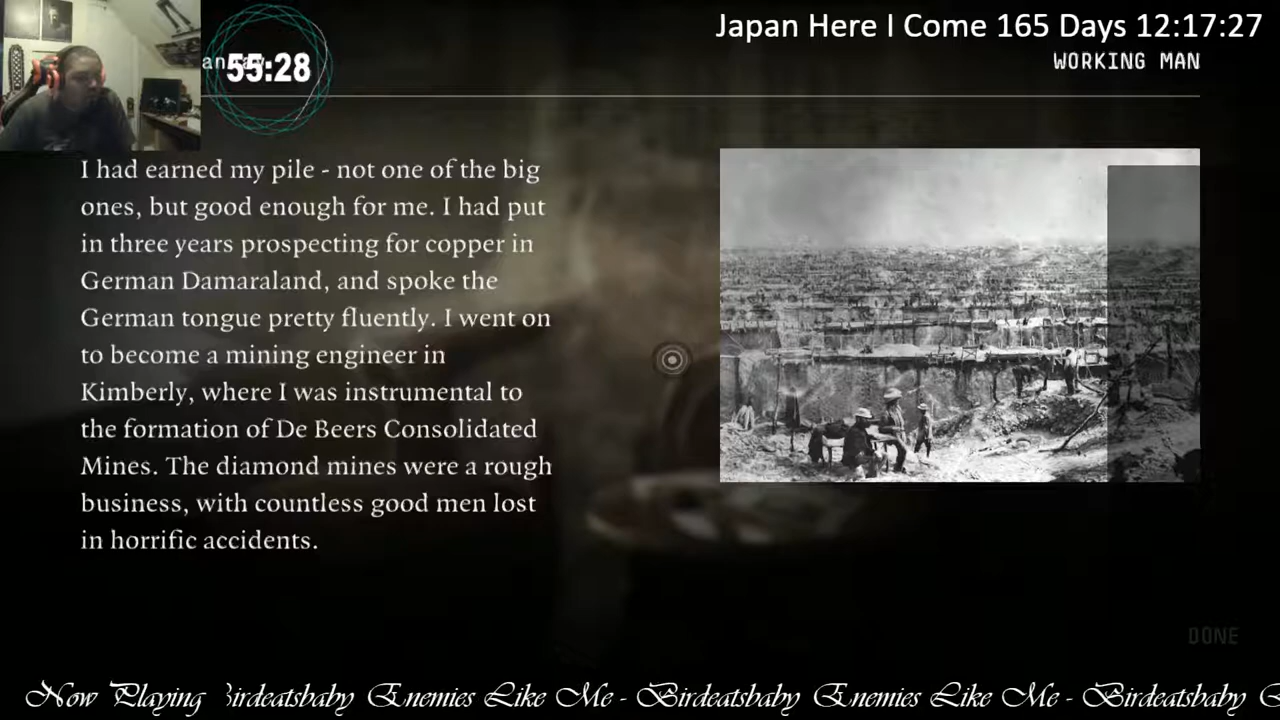 Japan Here I Come 165 Days 12:17:27
55:28
WORKING MAN
I had earned my pile - not one of the big
ones, but good enough for me. I had put
in three years prospecting for copper in
German Damaraland, and spoke the
German tongue pretty fluently. I went on
to become a mining engineer in
Kimberly, where I was instrumental to
the formation of De Beers Consolidated
Mines. The diamond mines were a rough
business, with countless good men lost
in horrific accidents.
DONE
Now Playing Birdeatsbaby Enemies Like Me - Birdeatsbaby Enemies Like Me - Birdeatsbaby